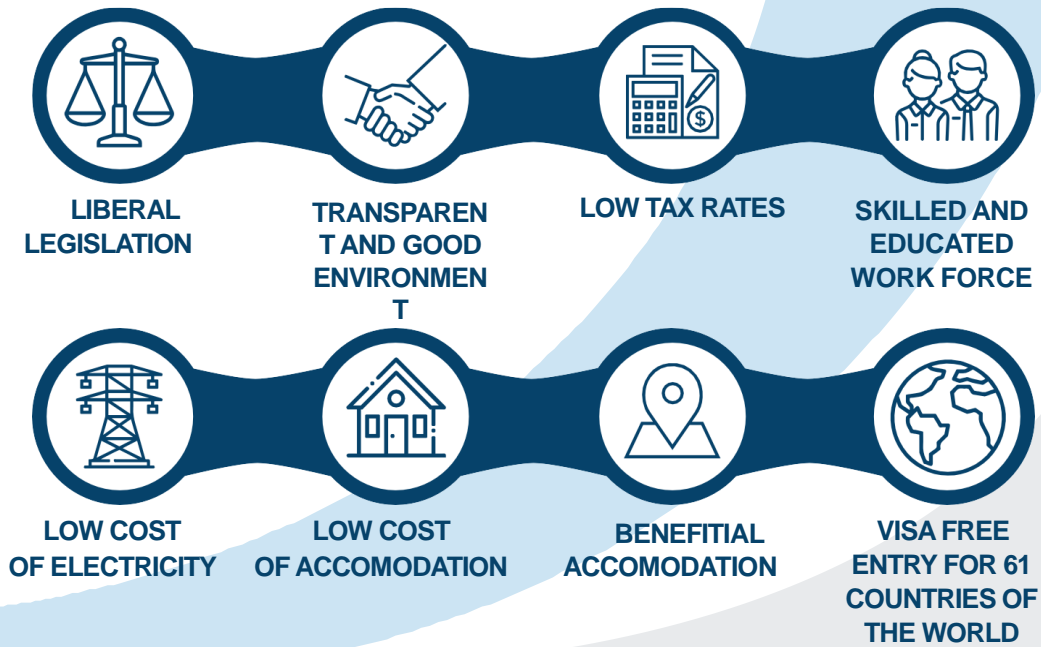 LIBERAL
LEGISLATION
TRANSPAREN
T AND GOOD
ENVIRONMEN
T
LOW TAX RATES
SKILLED AND
EDUCATED
WORK FORCE
LOW COST
OF ELECTRICITY
LOW COST
OF ACCOMODATION
BENEFITIAL
ACCOMODATION
VISA FREE
ENTRY FOR 61
COUNTRIES OF
THE WORLD